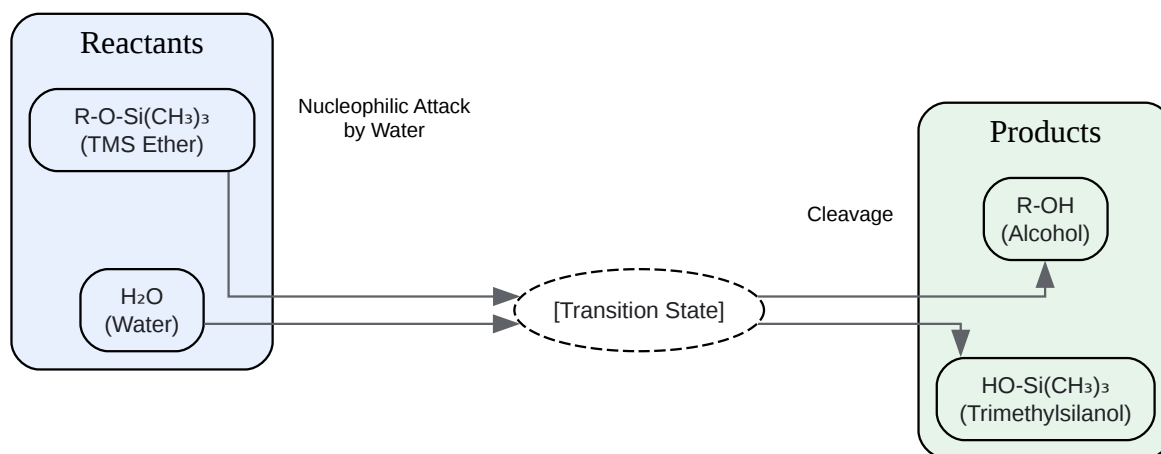 Reactants
R-O-Si(CH₃)₃
(TMS Ether)
H₂O
(Water)
Nucleophilic Attack
by Water
[Transition State]
Cleavage
Products
R-OH
(Alcohol)
HO-Si(CH₃)₃
(Trimethylsilanol)